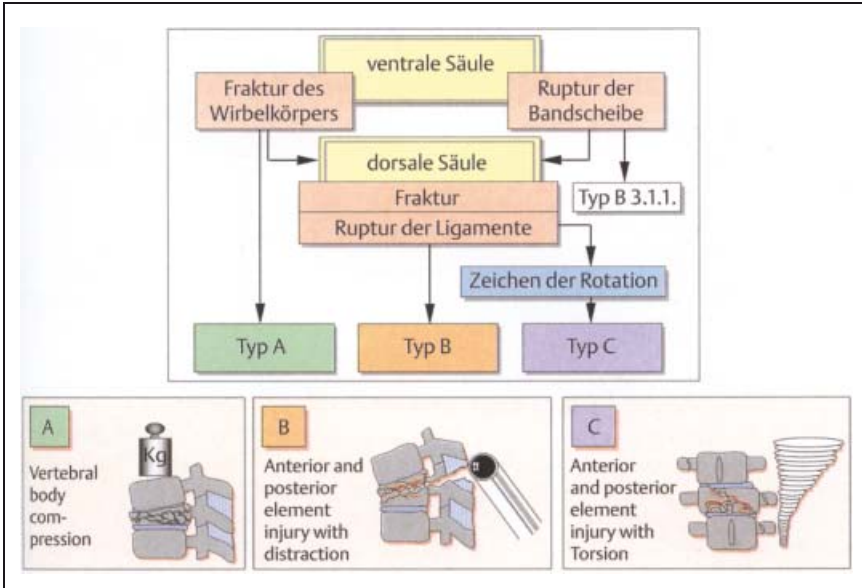 ventrale Säule
Fraktur des
Wirbelkörpers
Ruptur der
Bandscheibe
dorsale Säule
Fraktur
Ruptur der Ligamente
Typ B 3.1.1.
Zeichen der Rotation
Typ A
Typ B
Typ C
A
Kg
Vertebral
body
com-
pression
B
Anterior and
posterior
element
injury with
distraction
C
Anterior
and posterior
element
injury with
Torsion